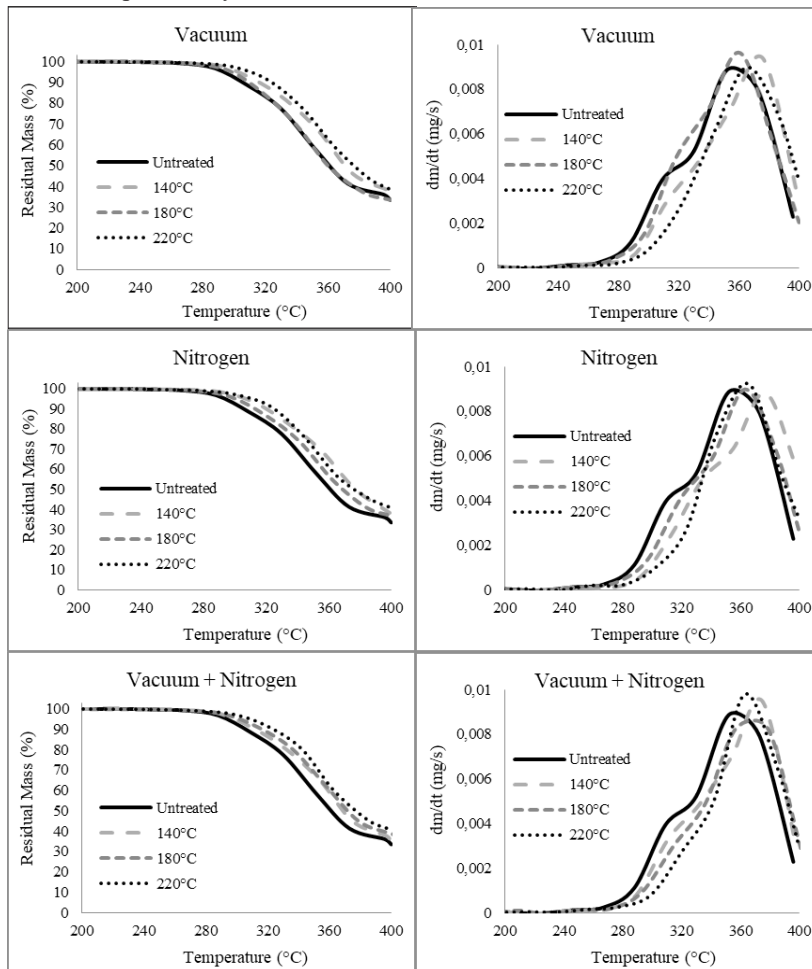 Vacuum
100
90
80
70
60
50
40
30
20
10
0
Residual Mass (%)
Untreated
140°C
180°C
220°C
200 240 280 320 360 400
Temperature (°C)
Vacuum
0,01
0,008
0,006
0,004
0,002
0
dm/dt (mg/s)
Untreated
140°C
180°C
220°C
200 240 280 320 360 400
Temperature (°C)
Nitrogen
100
90
80
70
60
50
40
30
20
10
0
Residual Mass (%)
Untreated
140°C
180°C
220°C
200 240 280 320 360 400
Temperature (°C)
Nitrogen
0,01
0,008
0,006
0,004
0,002
0
dm/dt (mg/s)
Untreated
140°C
180°C
220°C
200 240 280 320 360 400
Temperature (°C)
Vacuum + Nitrogen
100
90
80
70
60
50
40
30
20
10
0
Residual Mass (%)
Untreated
140°C
180°C
220°C
200 240 280 320 360 400
Temperature (°C)
Vacuum + Nitrogen
0,01
0,008
0,006
0,004
0,002
0
dm/dt (mg/s)
Untreated
140°C
180°C
220°C
200 240 280 320 360 400
Temperature (°C)